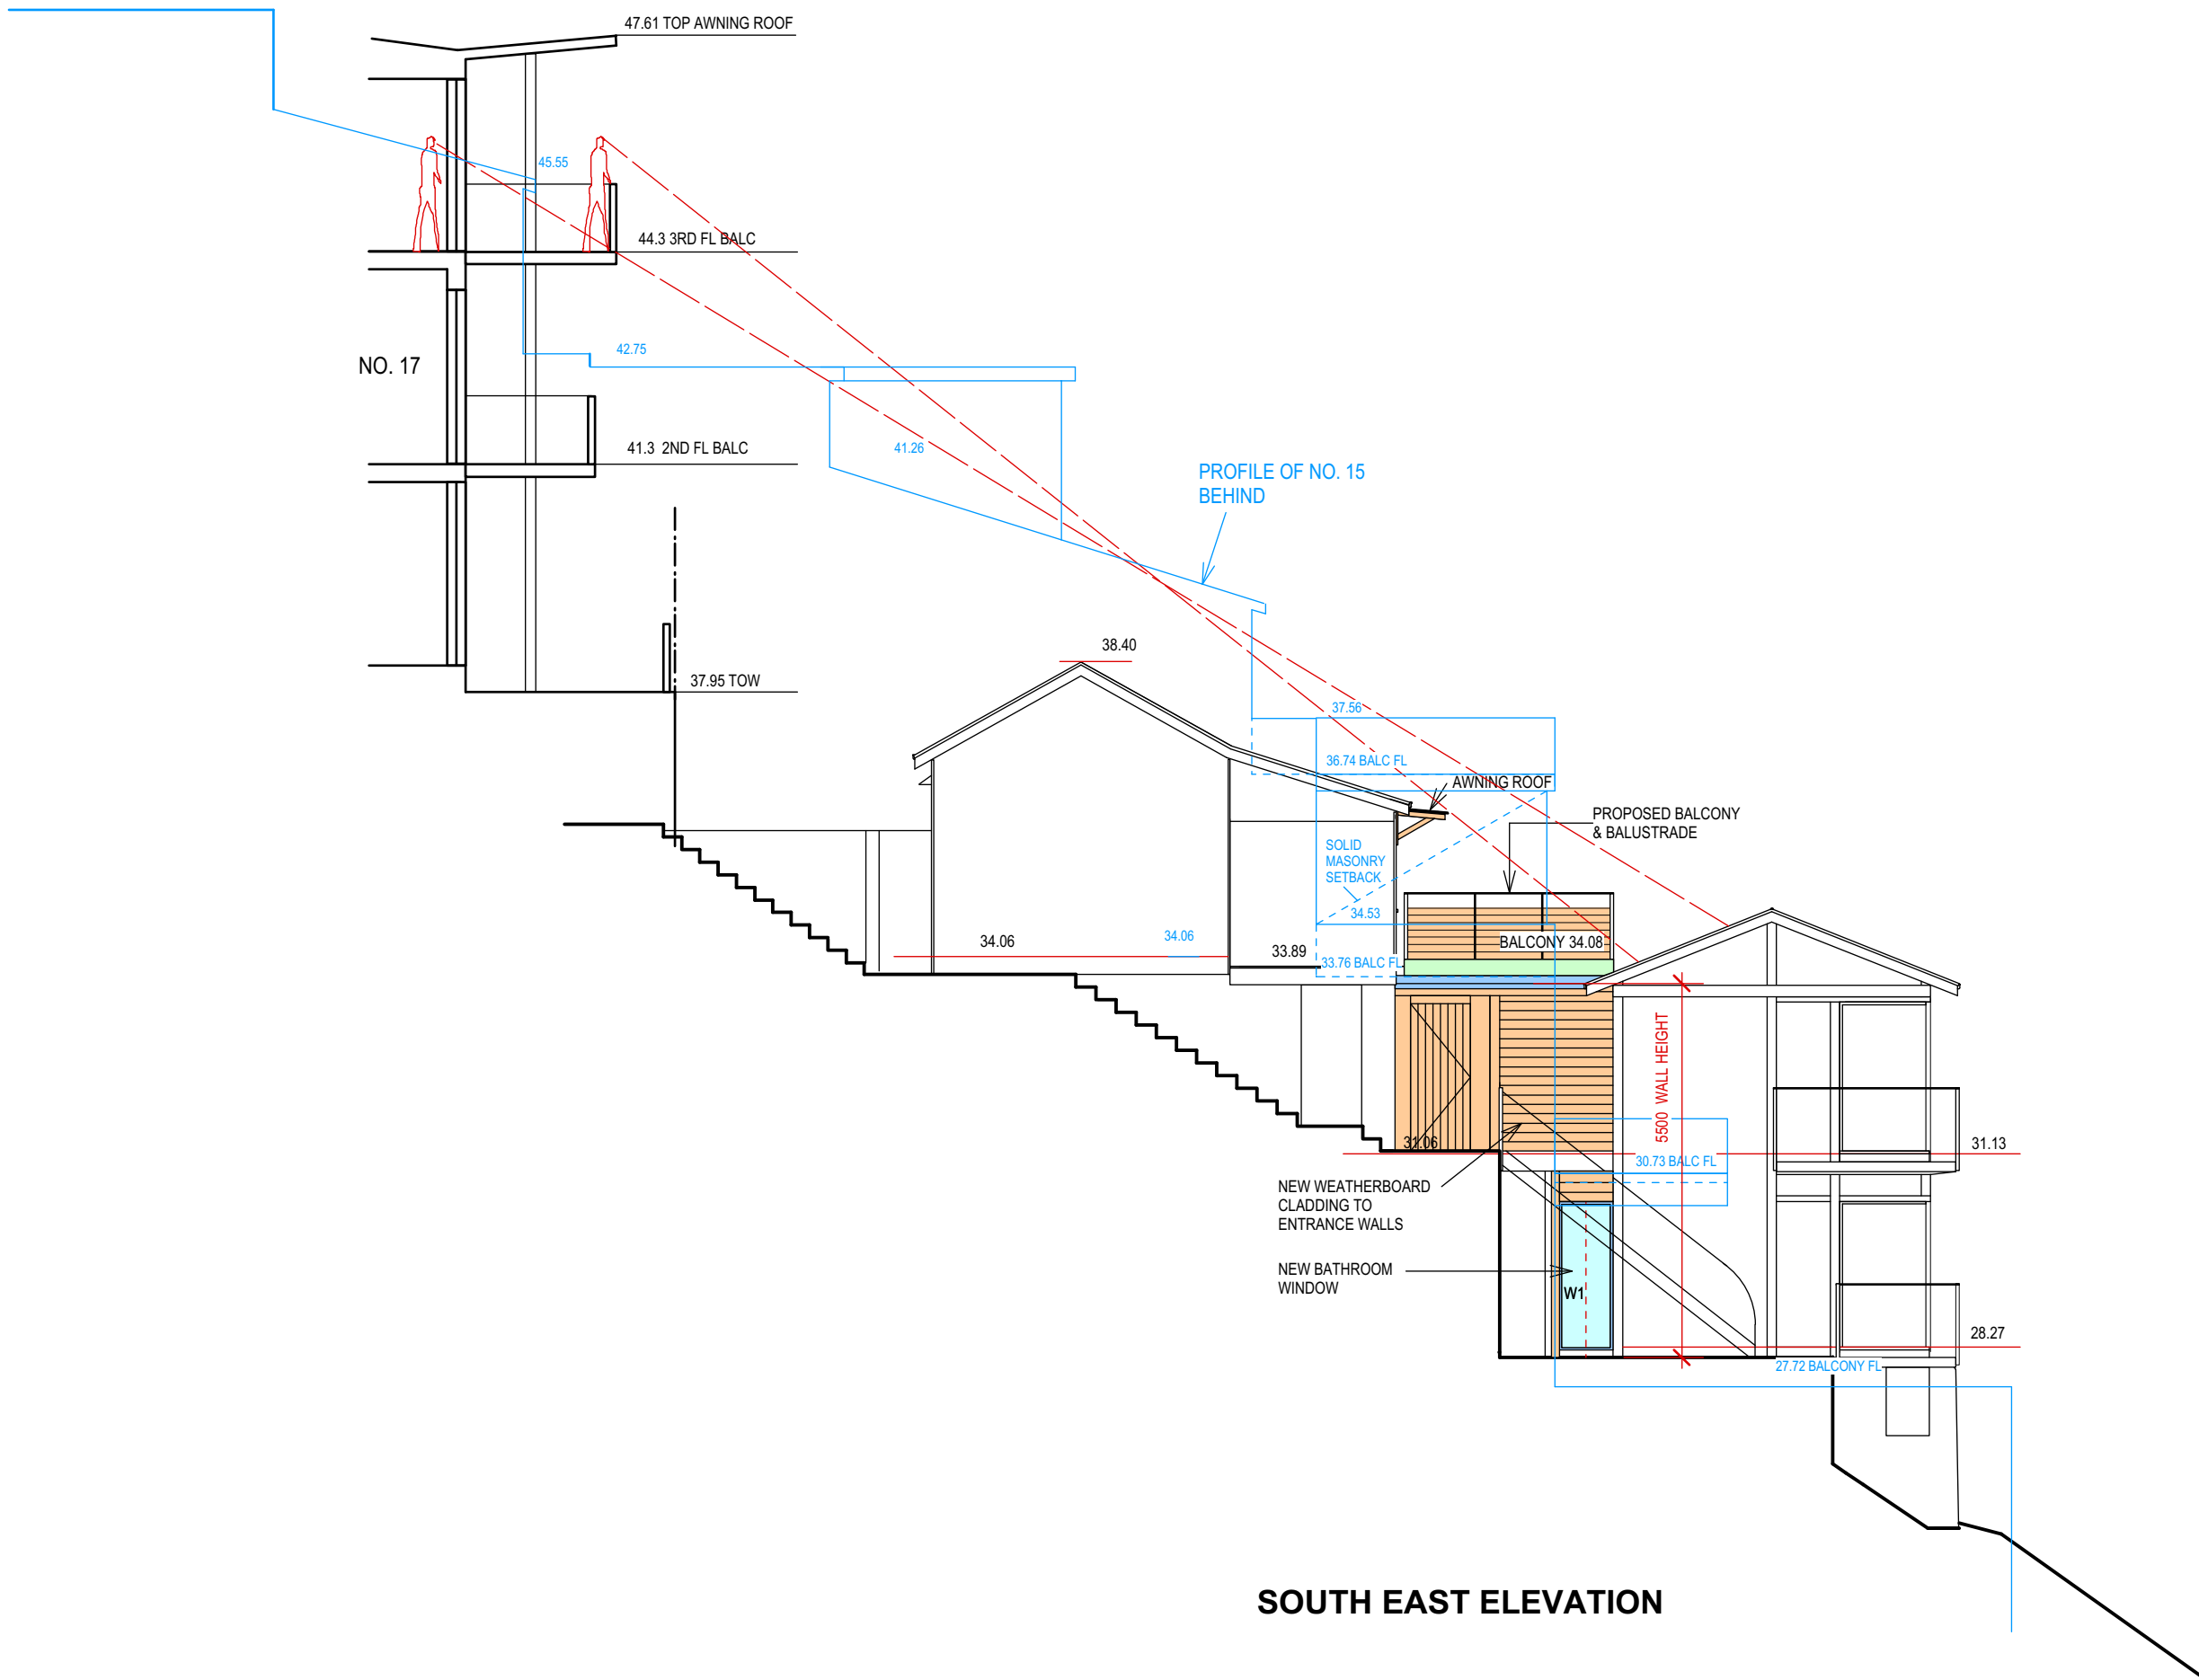 47.61 TOP AWNING ROOF
45.55
44.3 3RD FL BALC
42.75
NO. 17
41.3  2ND FL BALC
41.26
PROFILE OF NO. 15
BEHIND
38.40
37.95 TOW
37.56
36.74 BALC FL
AWNING ROOF
PROPOSED BALCONY
& BALUSTRADE
SOLID
MASONRY
SETBACK
34.53
34.06
34.06
33.89
BALCONY 34.08
33.76 BALC FL
5500  WALL HEIGHT
31.06
31.13
30.73 BALC FL
NEW WEATHERBOARD
CLADDING TO
ENTRANCE WALLS
NEW BATHROOM
WINDOW
W1
28.27
27.72 BALCONY FL
SOUTH EAST ELEVATION